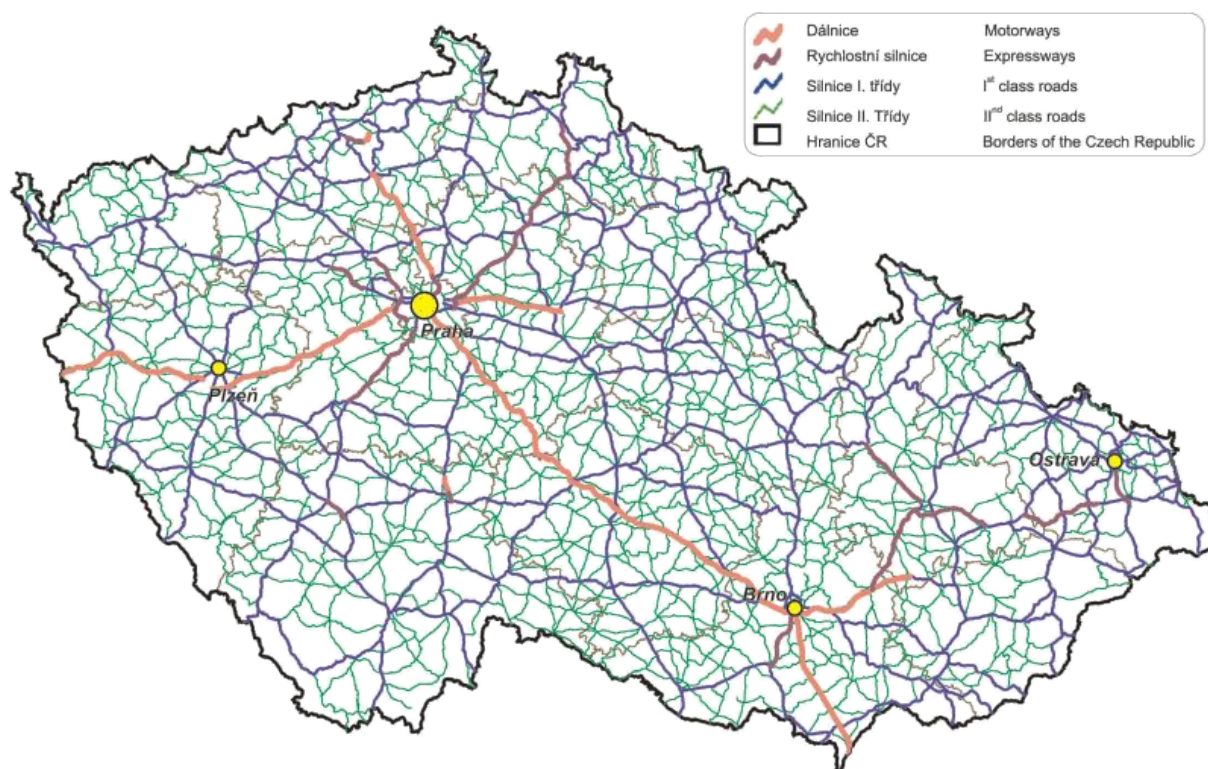 Dálnice Motorways
Rychlostní silnice Expressways
Silnice I. třídy Ist class roads
Silnice II. Třídy IInd class roads
Hranice ČR Borders of the Czech Republic
Praha
Plzeň
Ostrava
Brno